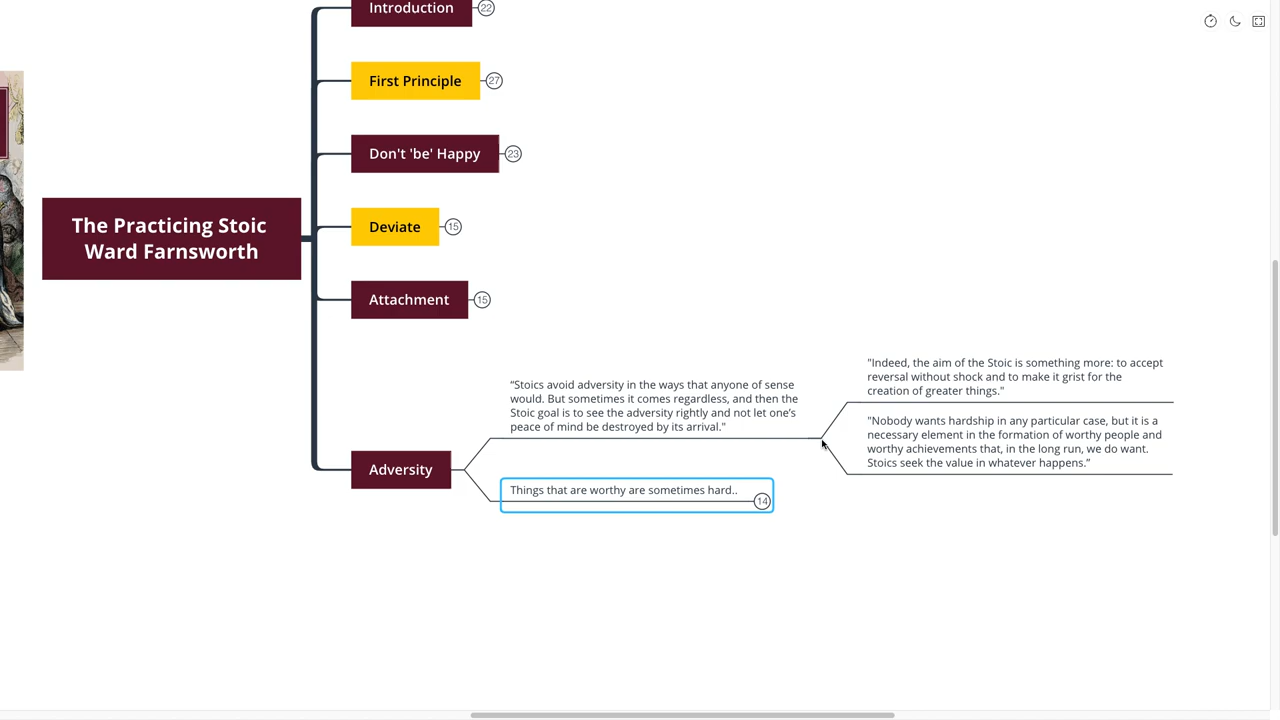 Introduction
22
First Principle
27
Don't 'be' Happy
23
The Practicing Stoic
Ward Farnsworth
Deviate
15
Attachment
15
Adversity
“Stoics avoid adversity in the ways that anyone of sense
would. But sometimes it comes regardless, and then the
Stoic goal is to see the adversity rightly and not let one’s
peace of mind be destroyed by its arrival."
"Indeed, the aim of the Stoic is something more: to accept
reversal without shock and to make it grist for the
creation of greater things."
"Nobody wants hardship in any particular case, but it is a
necessary element in the formation of worthy people and
worthy achievements that, in the long run, we do want.
Stoics seek the value in whatever happens.”
Things that are worthy are sometimes hard..
14